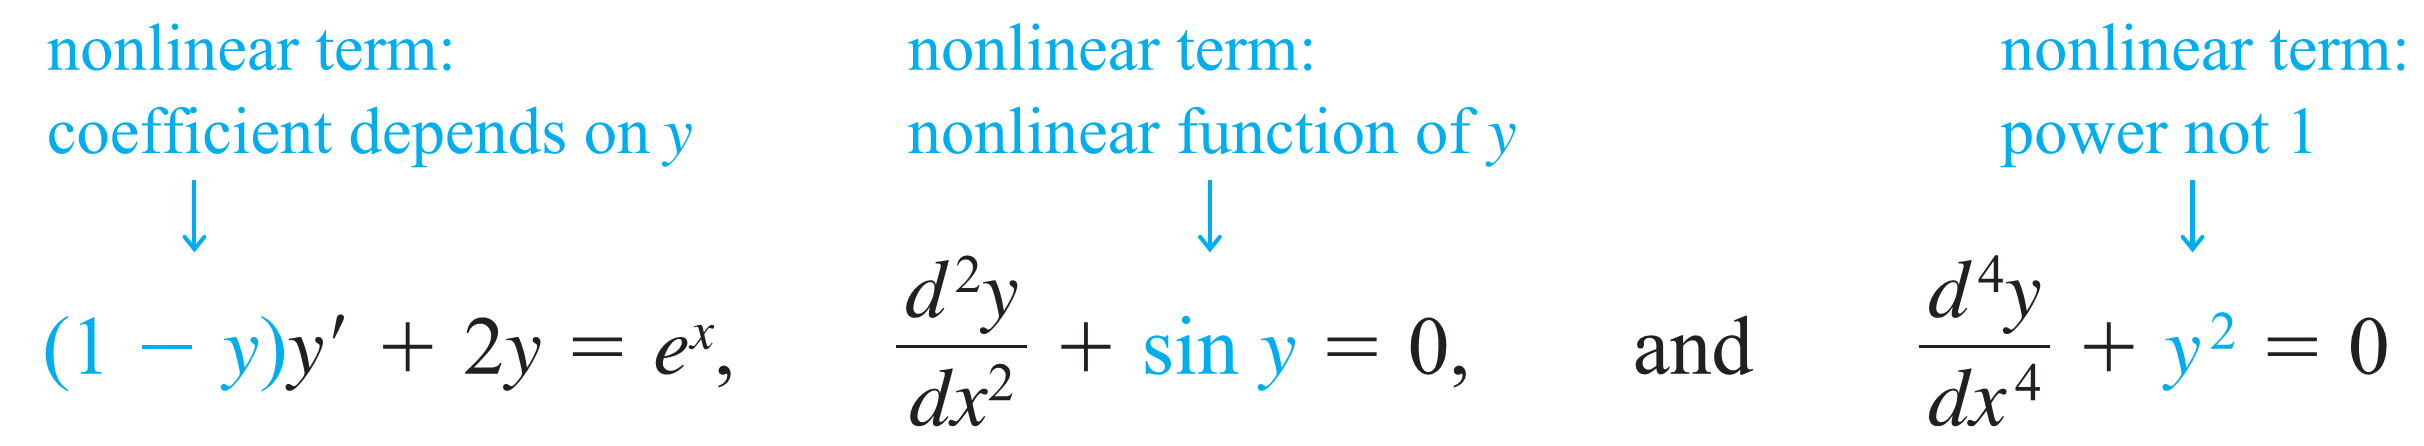 nonlinear term:
coefficient depends on y
nonlinear term:
nonlinear function of y
nonlinear term:
power not 1
(1 − y)y′ + 2y = eˣ, d²y/dx² + sin y = 0, and d⁴y/dx⁴ + y² = 0